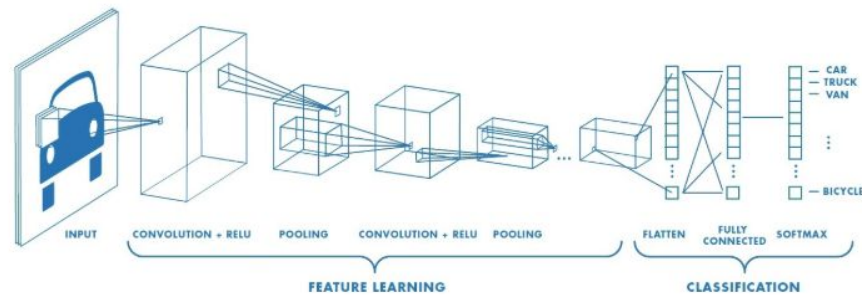 CAR
TRUCK
VAN
BICYCLE
INPUT
CONVOLUTION + RELU
POOLING
CONVOLUTION + RELU
POOLING
FLATTEN
FULLY
CONNECTED
SOFTMAX
FEATURE LEARNING
CLASSIFICATION